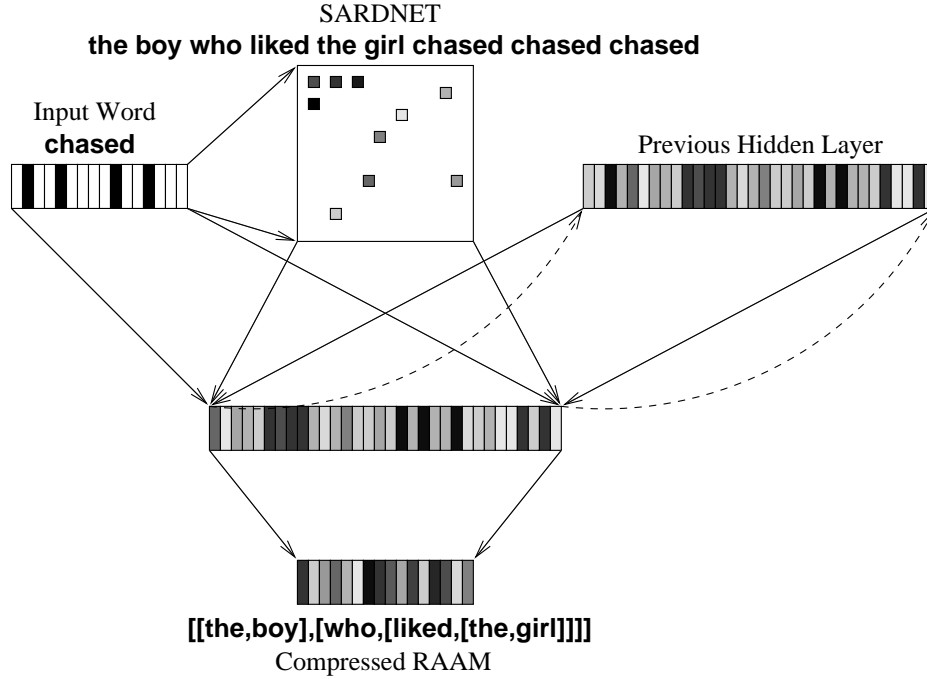 SARDNET
the boy who liked the girl chased chased chased
Input Word
chased
Previous Hidden Layer
[[the,boy],[who,[liked,[the,girl]]]]
Compressed RAAM